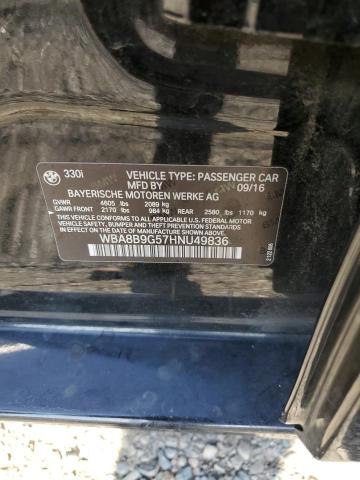 BMW
330i
VEHICLE TYPE: PASSENGER CAR
MFG BY 09/16
BAYERISCHE MOTOREN WERKE AG
GVWR 4605 lbs 2089 kg
GAWR FRONT 2170 lbs 984 kg REAR 2580 lbs 1170 kg
THIS VEHICLE CONFORMS TO ALL APPLICABLE U.S. FEDERAL MOTOR
VEHICLE SAFETY, BUMPER, AND THEFT PREVENTION STANDARDS IN
EFFECT ON THE DATE OF MANUFACTURE SHOWN ABOVE.
WBA8B9G57HNU49836